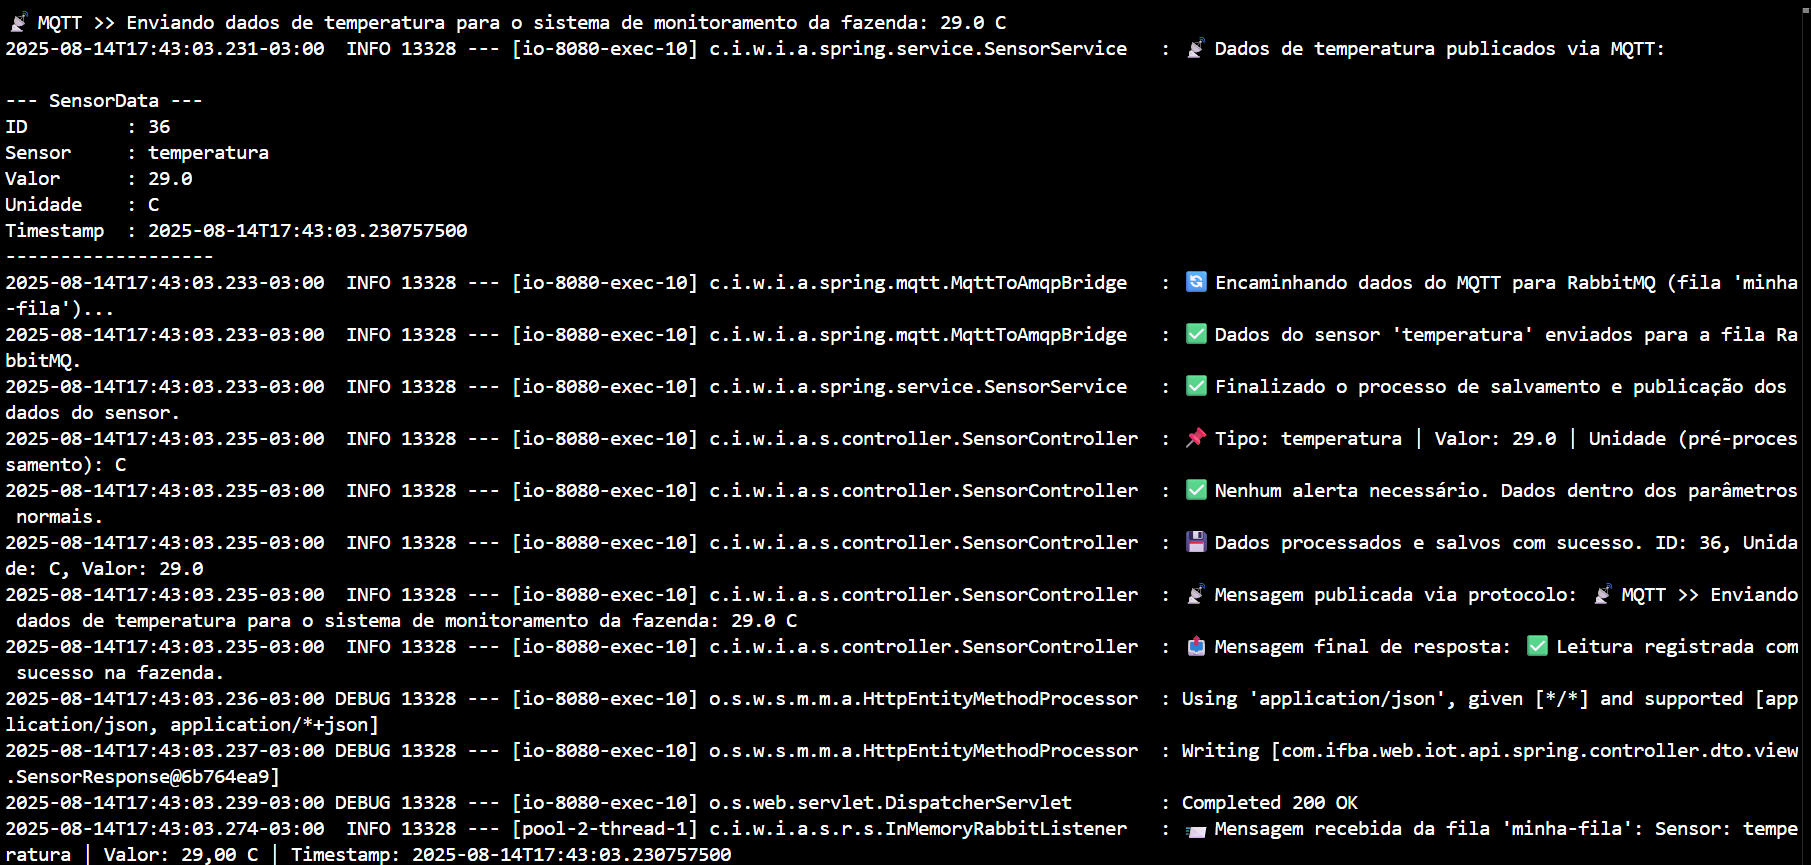 📡 MQTT >> Enviando dados de temperatura para o sistema de monitoramento da fazenda: 29.0 C
2025-08-14T17:43:03.231-03:00  INFO 13328 --- [io-8080-exec-10] c.i.w.i.a.spring.service.SensorService   : 📡 Dados de temperatura publicados via MQTT:

--- SensorData ---
ID         : 36
Sensor     : temperatura
Valor      : 29.0
Unidade    : C
Timestamp  : 2025-08-14T17:43:03.230757500
-------------------
2025-08-14T17:43:03.233-03:00  INFO 13328 --- [io-8080-exec-10] c.i.w.i.a.spring.mqtt.MqttToAmqpBridge   : 🔄 Encaminhando dados do MQTT para RabbitMQ (fila 'minha
-fila')...
2025-08-14T17:43:03.233-03:00  INFO 13328 --- [io-8080-exec-10] c.i.w.i.a.spring.mqtt.MqttToAmqpBridge   : ✅ Dados do sensor 'temperatura' enviados para a fila Ra
bbitMQ.
2025-08-14T17:43:03.233-03:00  INFO 13328 --- [io-8080-exec-10] c.i.w.i.a.spring.service.SensorService   : ✅ Finalizado o processo de salvamento e publicação dos
dados do sensor.
2025-08-14T17:43:03.235-03:00  INFO 13328 --- [io-8080-exec-10] c.i.w.i.a.s.controller.SensorController  : 📌 Tipo: temperatura | Valor: 29.0 | Unidade (pré-proces
samento): C
2025-08-14T17:43:03.235-03:00  INFO 13328 --- [io-8080-exec-10] c.i.w.i.a.s.controller.SensorController  : ✅ Nenhum alerta necessário. Dados dentro dos parâmetros
 normais.
2025-08-14T17:43:03.235-03:00  INFO 13328 --- [io-8080-exec-10] c.i.w.i.a.s.controller.SensorController  : 💾 Dados processados e salvos com sucesso. ID: 36, Unida
de: C, Valor: 29.0
2025-08-14T17:43:03.235-03:00  INFO 13328 --- [io-8080-exec-10] c.i.w.i.a.s.controller.SensorController  : 📡 Mensagem publicada via protocolo: 📡 MQTT >> Enviando
 dados de temperatura para o sistema de monitoramento da fazenda: 29.0 C
2025-08-14T17:43:03.235-03:00  INFO 13328 --- [io-8080-exec-10] c.i.w.i.a.s.controller.SensorController  : 📤 Mensagem final de resposta: ✅ Leitura registrada com
 sucesso na fazenda.
2025-08-14T17:43:03.236-03:00 DEBUG 13328 --- [io-8080-exec-10] o.s.w.s.m.m.a.HttpEntityMethodProcessor  : Using 'application/json', given [*/*] and supported [app
lication/json, application/*+json]
2025-08-14T17:43:03.237-03:00 DEBUG 13328 --- [io-8080-exec-10] o.s.w.s.m.m.a.HttpEntityMethodProcessor  : Writing [com.ifba.web.iot.api.spring.controller.dto.view
.SensorResponse@6b764ea9]
2025-08-14T17:43:03.239-03:00 DEBUG 13328 --- [io-8080-exec-10] o.s.web.servlet.DispatcherServlet        : Completed 200 OK
2025-08-14T17:43:03.274-03:00  INFO 13328 --- [pool-2-thread-1] c.i.w.i.a.s.r.s.InMemoryRabbitListener   : 📨 Mensagem recebida da fila 'minha-fila': Sensor: tempe
ratura | Valor: 29,00 C | Timestamp: 2025-08-14T17:43:03.230757500